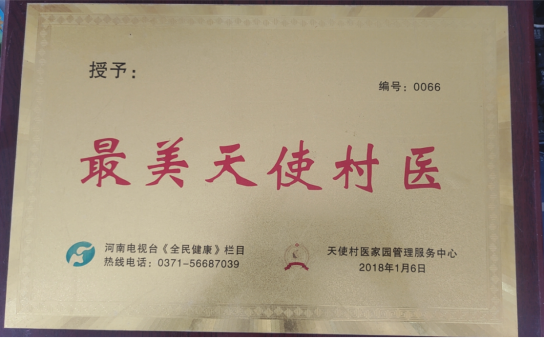 授予：
编号：0066
最美天使村医
河南电视台《全民健康》栏目
热线电话：0371-56687039
天使村医家园管理服务中心
2018年1月6日